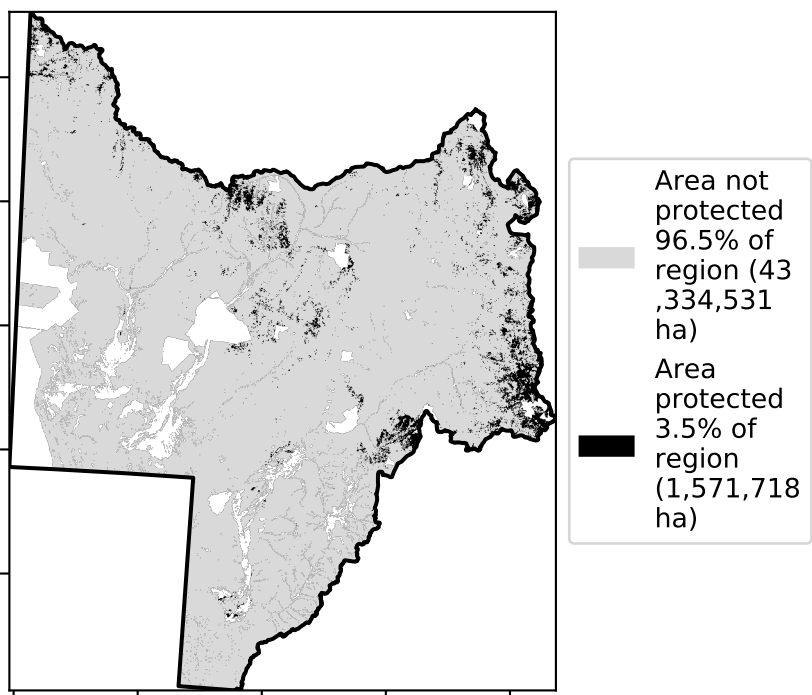 Area not
protected
96.5% of
region (43
,334,531
ha)
Area
protected
3.5% of
region
(1,571,718
ha)